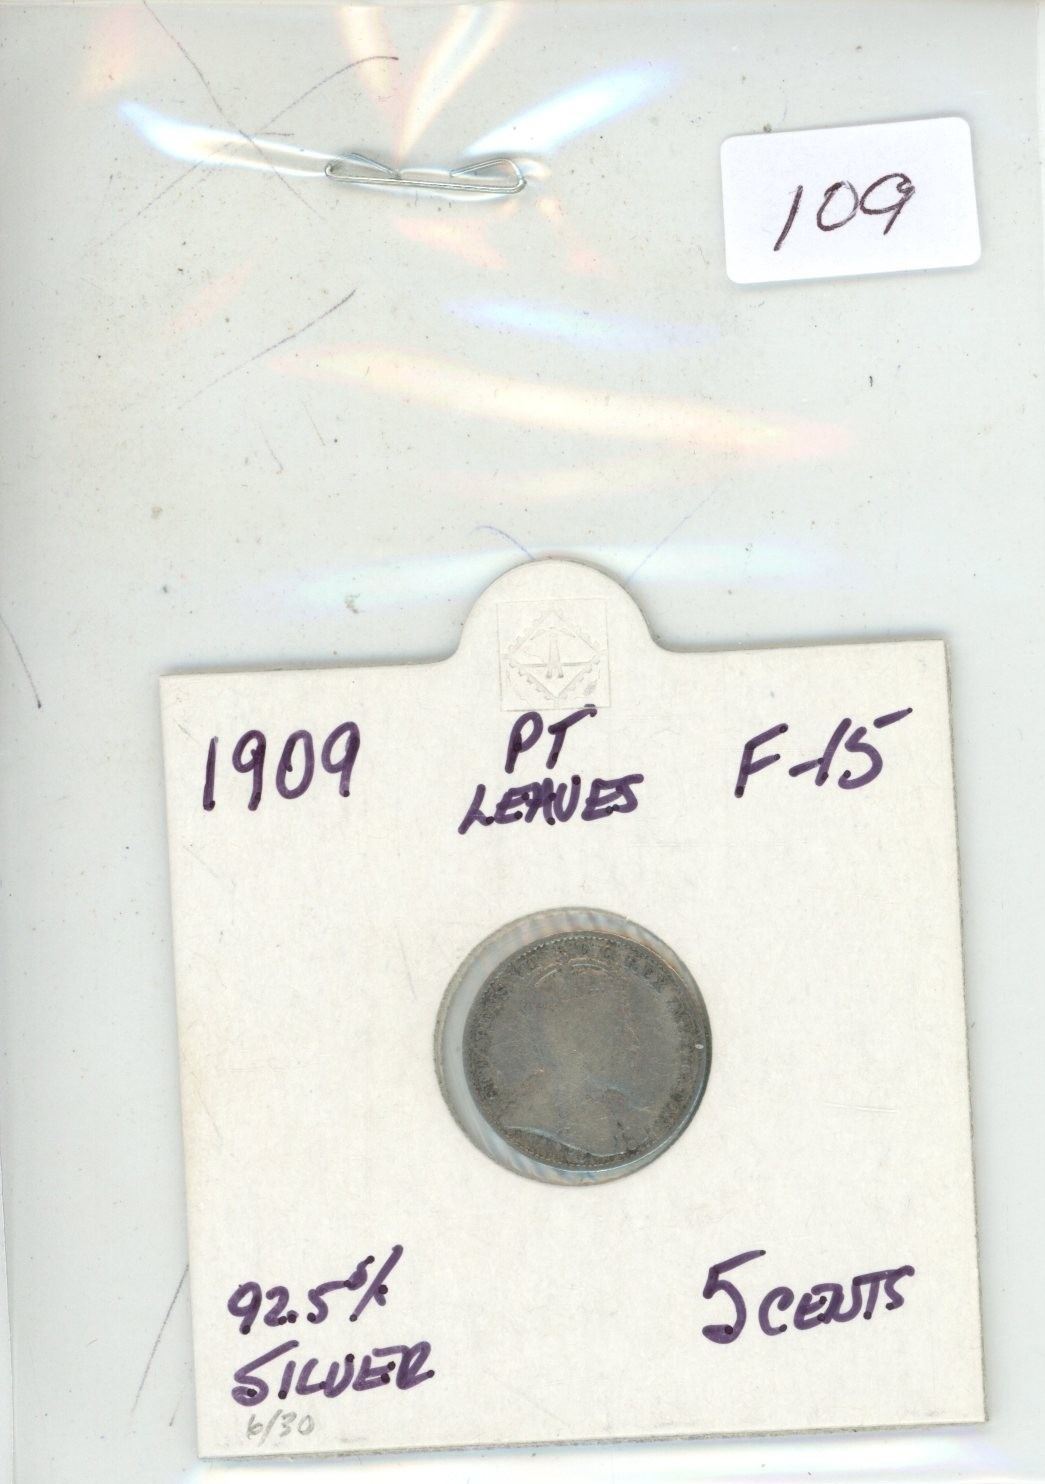 109
1909
PT
LEAVES
F-15
92.5%
SILVER
5 CENTS
6/30